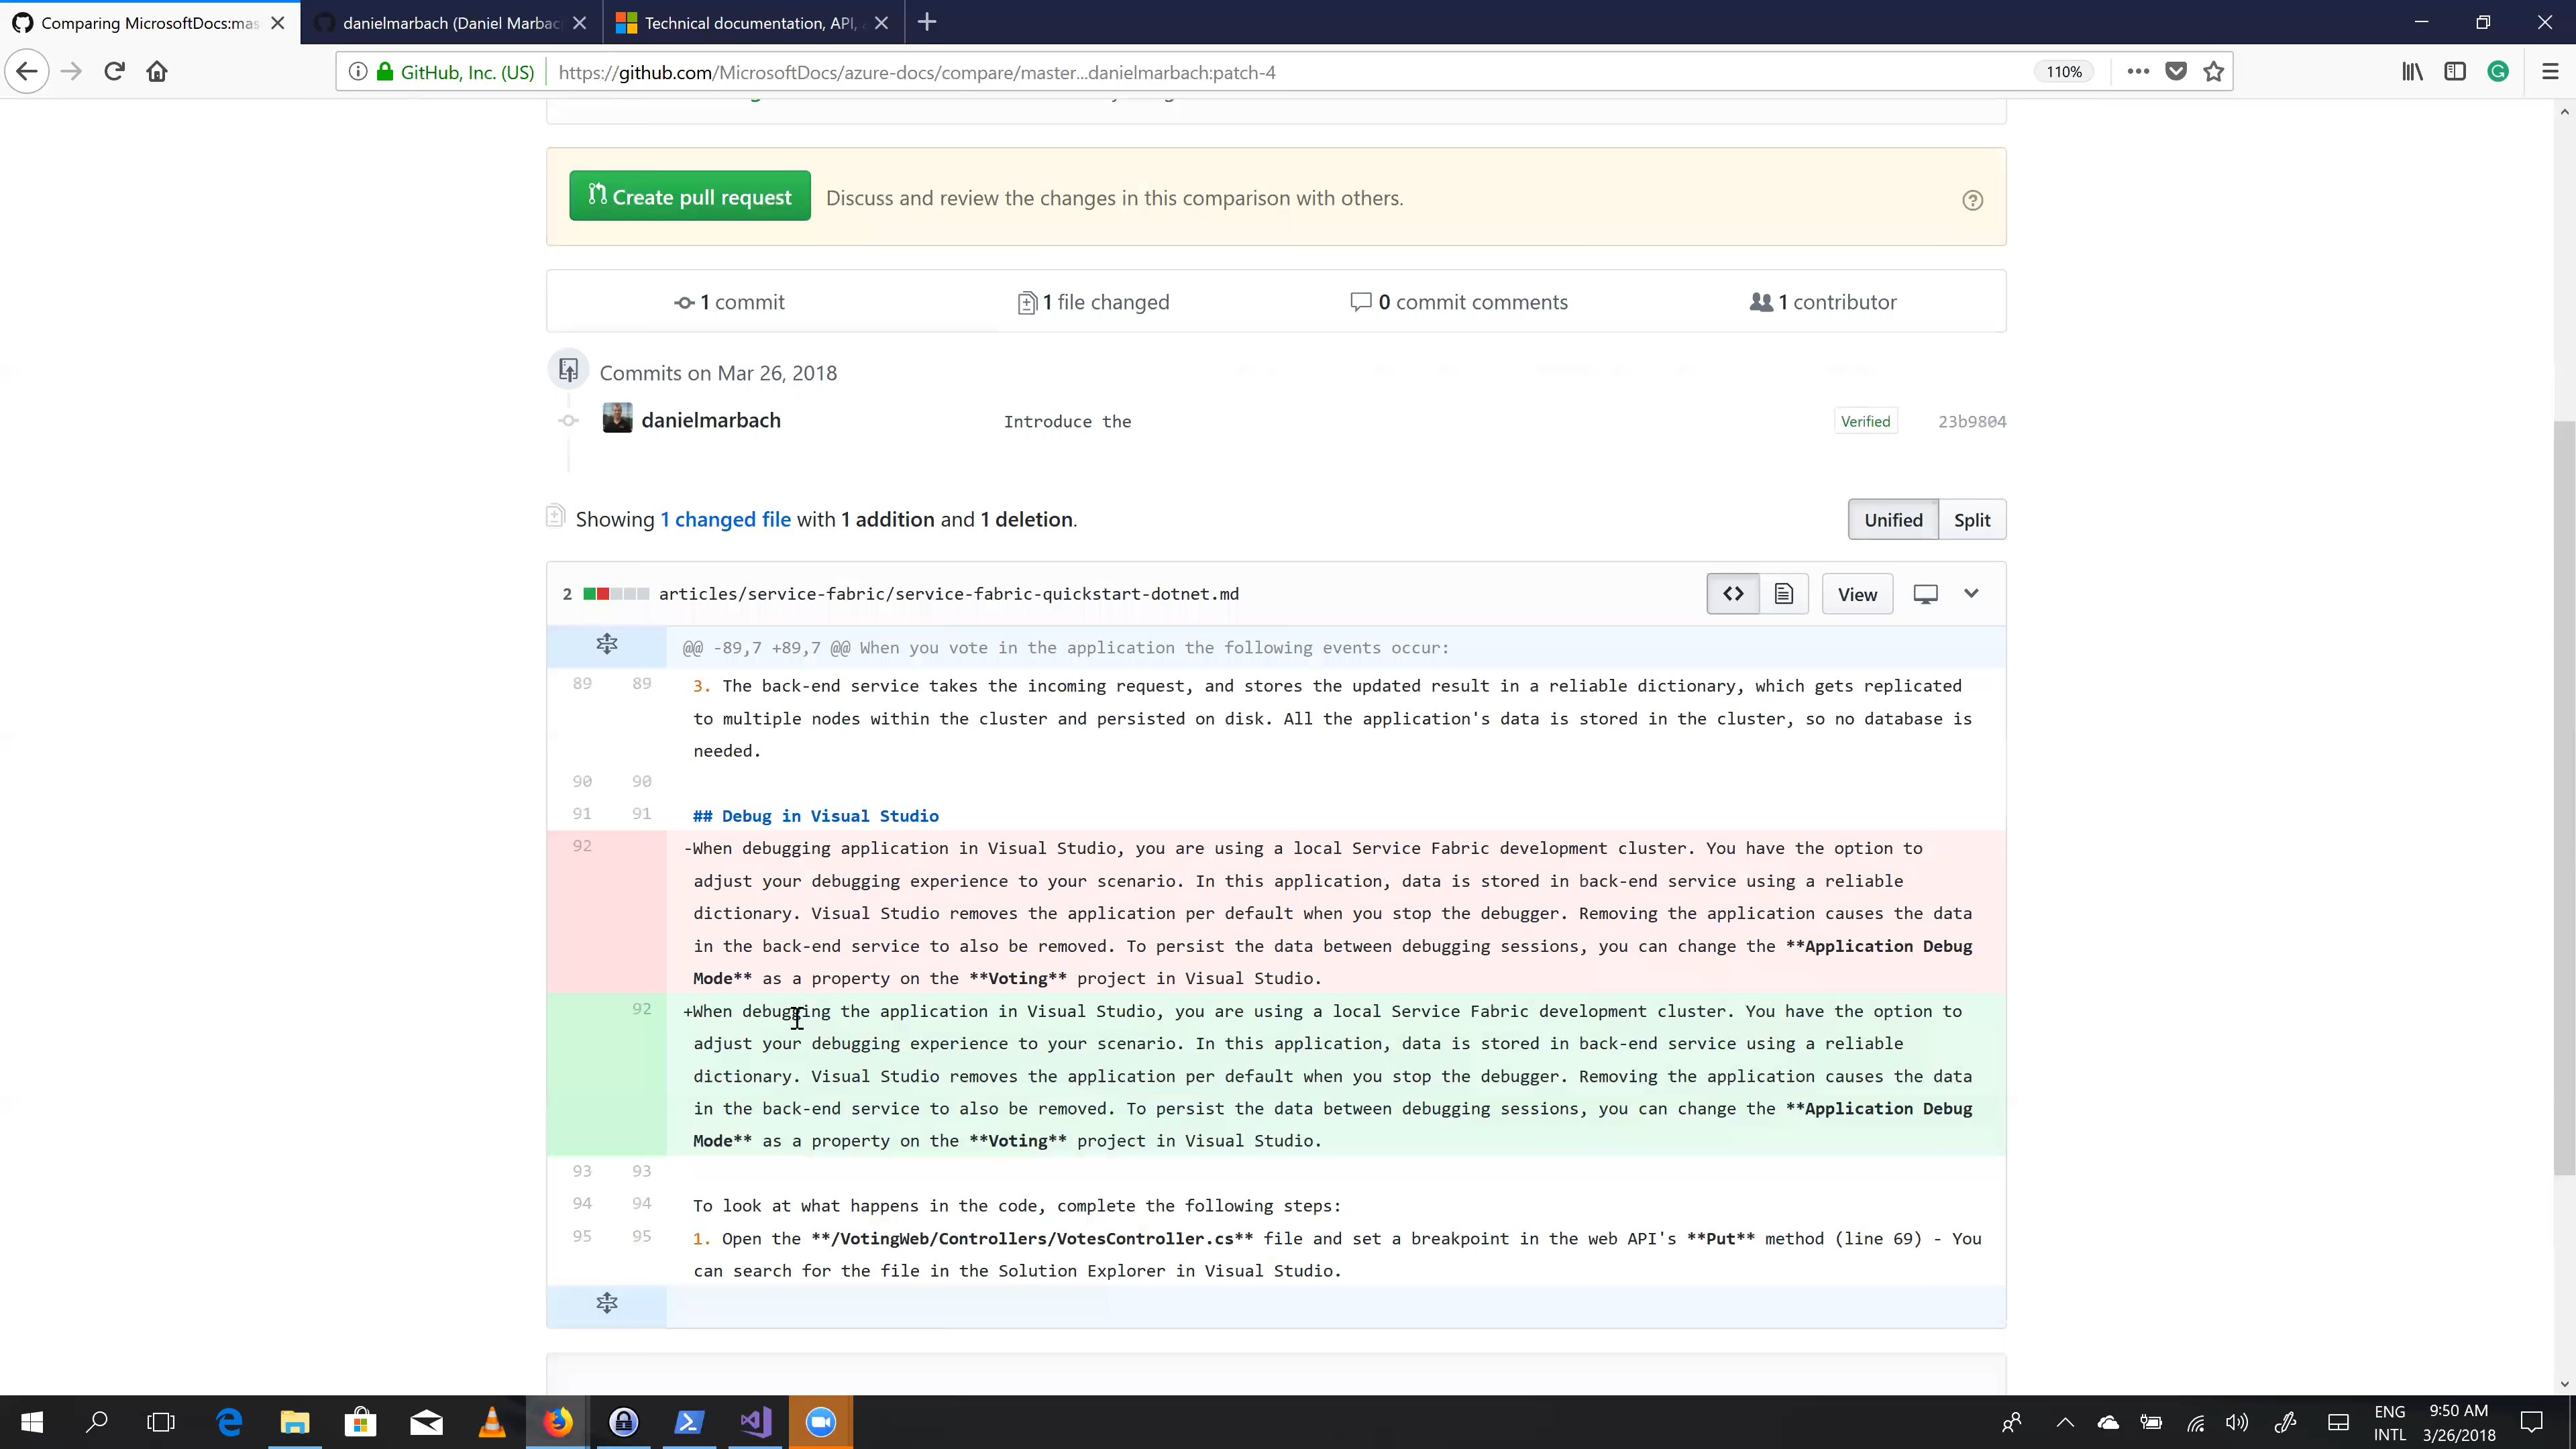 Comparing MicrosoftDocs:mas
danielmarbach (Daniel Marbac
Technical documentation, API,
GitHub, Inc. (US)
https://github.com/MicrosoftDocs/azure-docs/compare/master...danielmarbach:patch-4
110%
Create pull request
Discuss and review the changes in this comparison with others.
1 commit
1 file changed
0 commit comments
1 contributor
Commits on Mar 26, 2018
danielmarbach
Introduce the
Verified
23b9804
Showing 1 changed file with 1 addition and 1 deletion.
Unified
Split
2
articles/service-fabric/service-fabric-quickstart-dotnet.md
View
@@ -89,7 +89,7 @@ When you vote in the application the following events occur:
89 89 3. The back-end service takes the incoming request, and stores the updated result in a reliable dictionary, which gets replicated
to multiple nodes within the cluster and persisted on disk. All the application's data is stored in the cluster, so no database is
needed.
90 90
91 91 ## Debug in Visual Studio
92 -When debugging application in Visual Studio, you are using a local Service Fabric development cluster. You have the option to
adjust your debugging experience to your scenario. In this application, data is stored in back-end service using a reliable
dictionary. Visual Studio removes the application per default when you stop the debugger. Removing the application causes the data
in the back-end service to also be removed. To persist the data between debugging sessions, you can change the **Application Debug
Mode** as a property on the **Voting** project in Visual Studio.
92 +When debugging the application in Visual Studio, you are using a local Service Fabric development cluster. You have the option to
adjust your debugging experience to your scenario. In this application, data is stored in back-end service using a reliable
dictionary. Visual Studio removes the application per default when you stop the debugger. Removing the application causes the data
in the back-end service to also be removed. To persist the data between debugging sessions, you can change the **Application Debug
Mode** as a property on the **Voting** project in Visual Studio.
93 93
94 94 To look at what happens in the code, complete the following steps:
95 95 1. Open the **/VotingWeb/Controllers/VotesController.cs** file and set a breakpoint in the web API's **Put** method (line 69) - You
can search for the file in the Solution Explorer in Visual Studio.
ENG
INTL
9:50 AM
3/26/2018